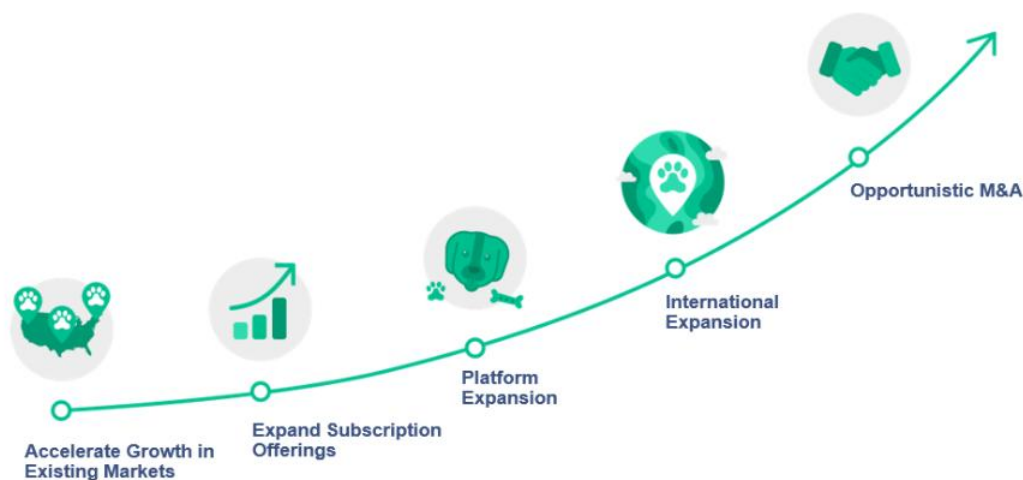 Accelerate Growth in
Existing Markets
Expand Subscription
Offerings
Platform
Expansion
International
Expansion
Opportunistic M&A